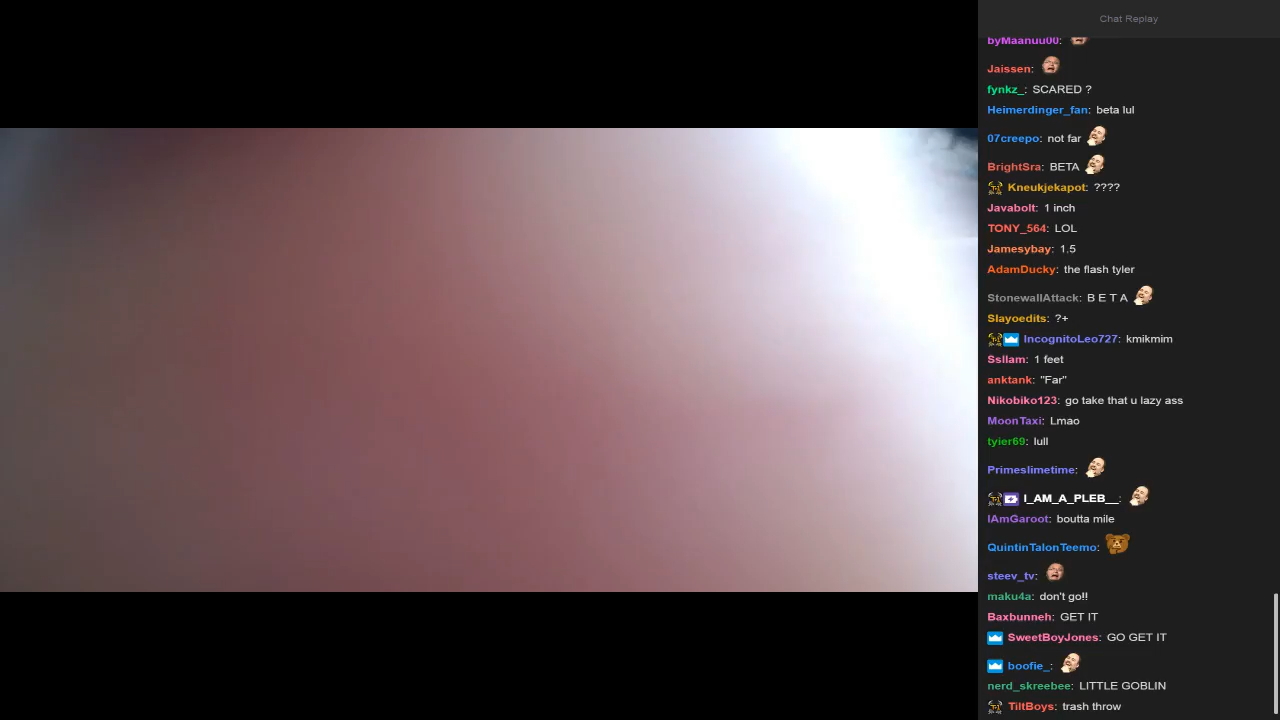 Chat Replay
byMaanuu00:
Jaissen:
fynkz_: SCARED ?
Heimerdinger_fan: beta lul
07creepo: not far
BrightSra: BETA
Kneukjekapot: ????
Javabolt: 1 inch
TONY_564: LOL
Jamesybay: 1.5
AdamDucky: the flash tyler
StonewallAttack: B E T A
Slayoedits: ?+
IncognitoLeo727: kmikmim
Ssllam: 1 feet
anktank: "Far"
Nikobiko123: go take that u lazy ass
MoonTaxi: Lmao
tyier69: lull
Primeslimetime:
I_AM_A_PLEB__:
IAmGaroot: boutta mile
QuintinTalonTeemo:
steev_tv:
maku4a: don't go!!
Baxbunneh: GET IT
SweetBoyJones: GO GET IT
boofie_:
nerd_skreebee: LITTLE GOBLIN
TiltBoys: trash throw